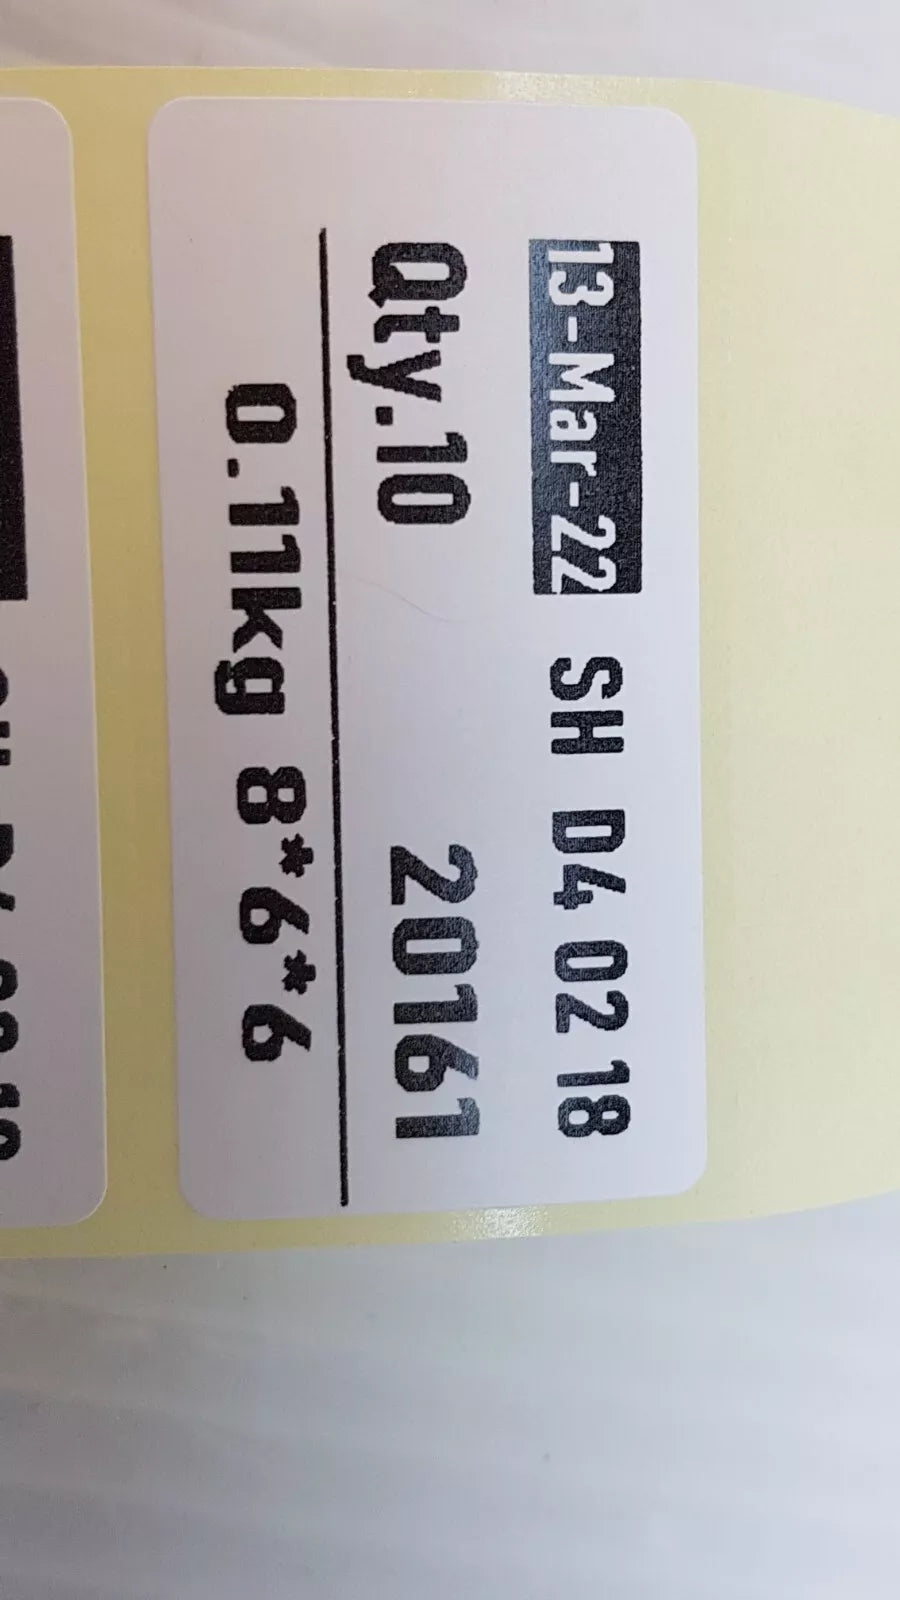 13-Mar-22 SH D4 02 18
Qty.10 20161
0.11kg 8*6*6